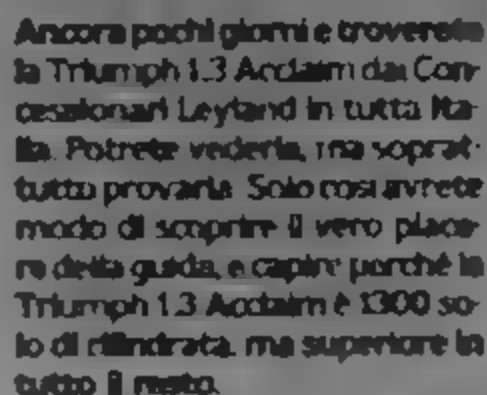 Ancora pochi giorni e troverete
la Triumph 1.3 Acclaim dai Con-
cessionari Leyland in tutta Ita-
lia. Potrete vederla, ma soprat-
tutto provarla. Solo così avrete
modo di scoprire il vero piace-
re della guida, e capire perché la
Triumph 1.3 Acclaim è 1300 so-
lo di cilindrata, ma superiore in
tutto il resto.